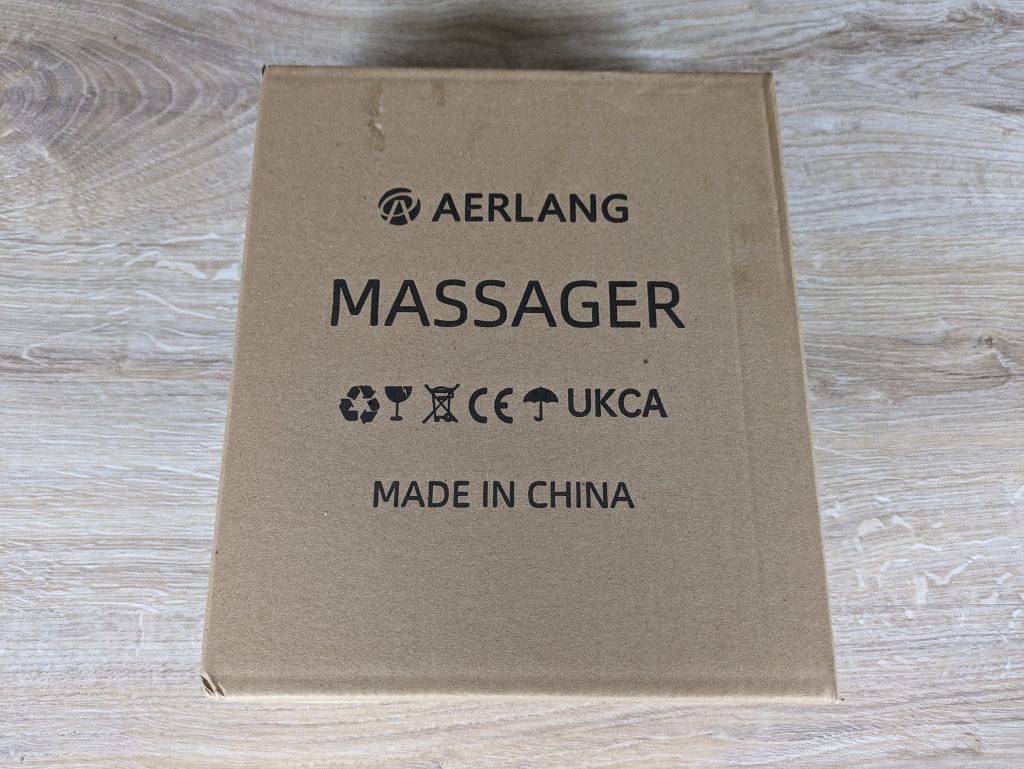 AERLANG
MASSAGER
CE UKCA
MADE IN CHINA